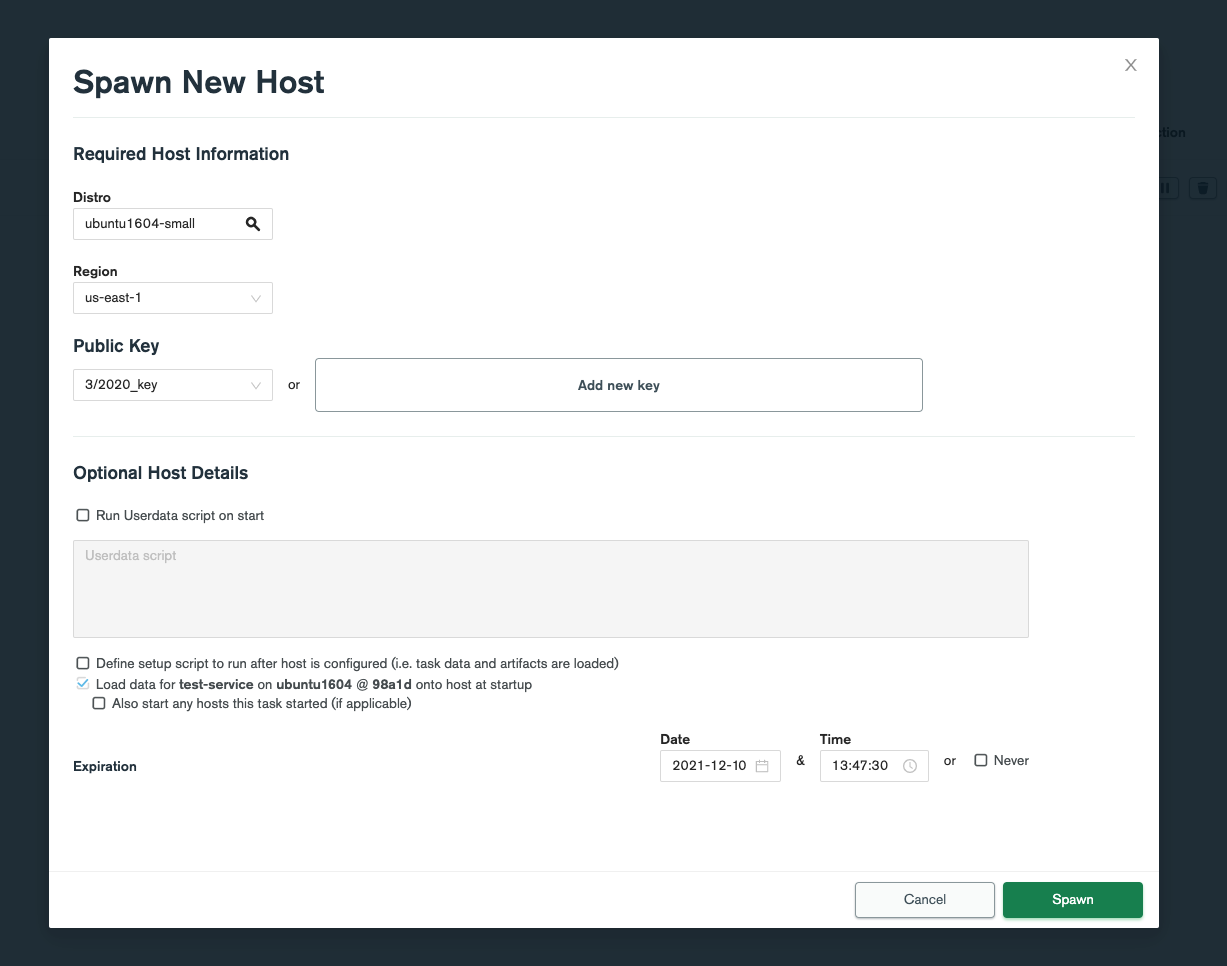 Spawn New Host
Required Host Information
Distro
ubuntu1604-small
Region
us-east-1
Public Key
3/2020_key or Add new key
Optional Host Details
Run Userdata script on start
Userdata script
Define setup script to run after host is configured (i.e. task data and artifacts are loaded)
Load data for test-service on ubuntu1604 @ 98a1d onto host at startup
Also start any hosts this task started (if applicable)
Date Time
Expiration 2021-12-10 & 13:47:30 or Never
Cancel Spawn